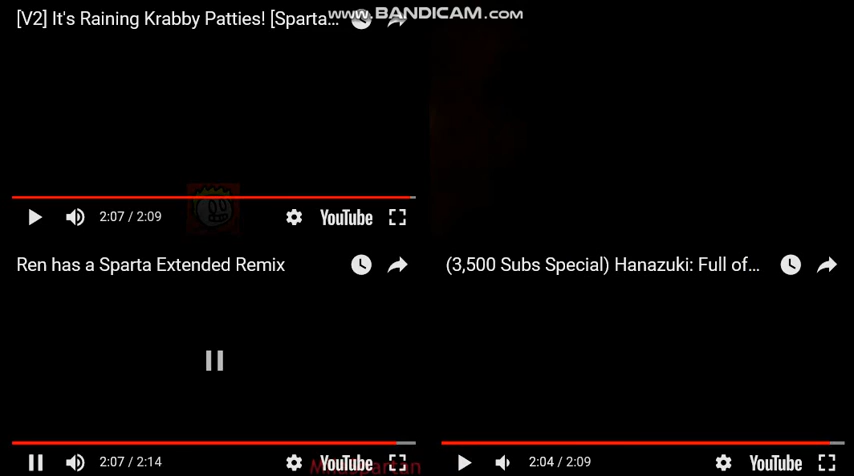 [V2] It's Raining Krabby Patties! [Sparta...
www.BANDICAM.com
2:07 / 2:09
YouTube
Ren has a Sparta Extended Remix
(3,500 Subs Special) Hanazuki: Full of...
2:07 / 2:14
YouTube
2:04 / 2:09
YouTube